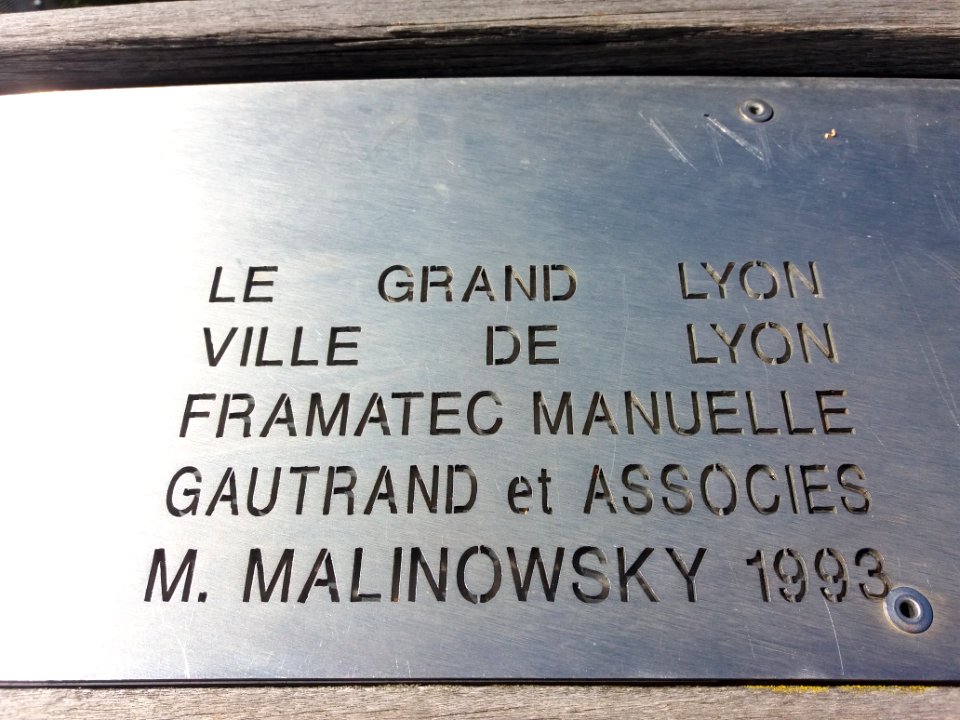 LE GRAND LYON
VILLE DE LYON
FRAMATEC MANUELLE
GAUTRAND et ASSOCIES
M. MALINOWSKY 1993